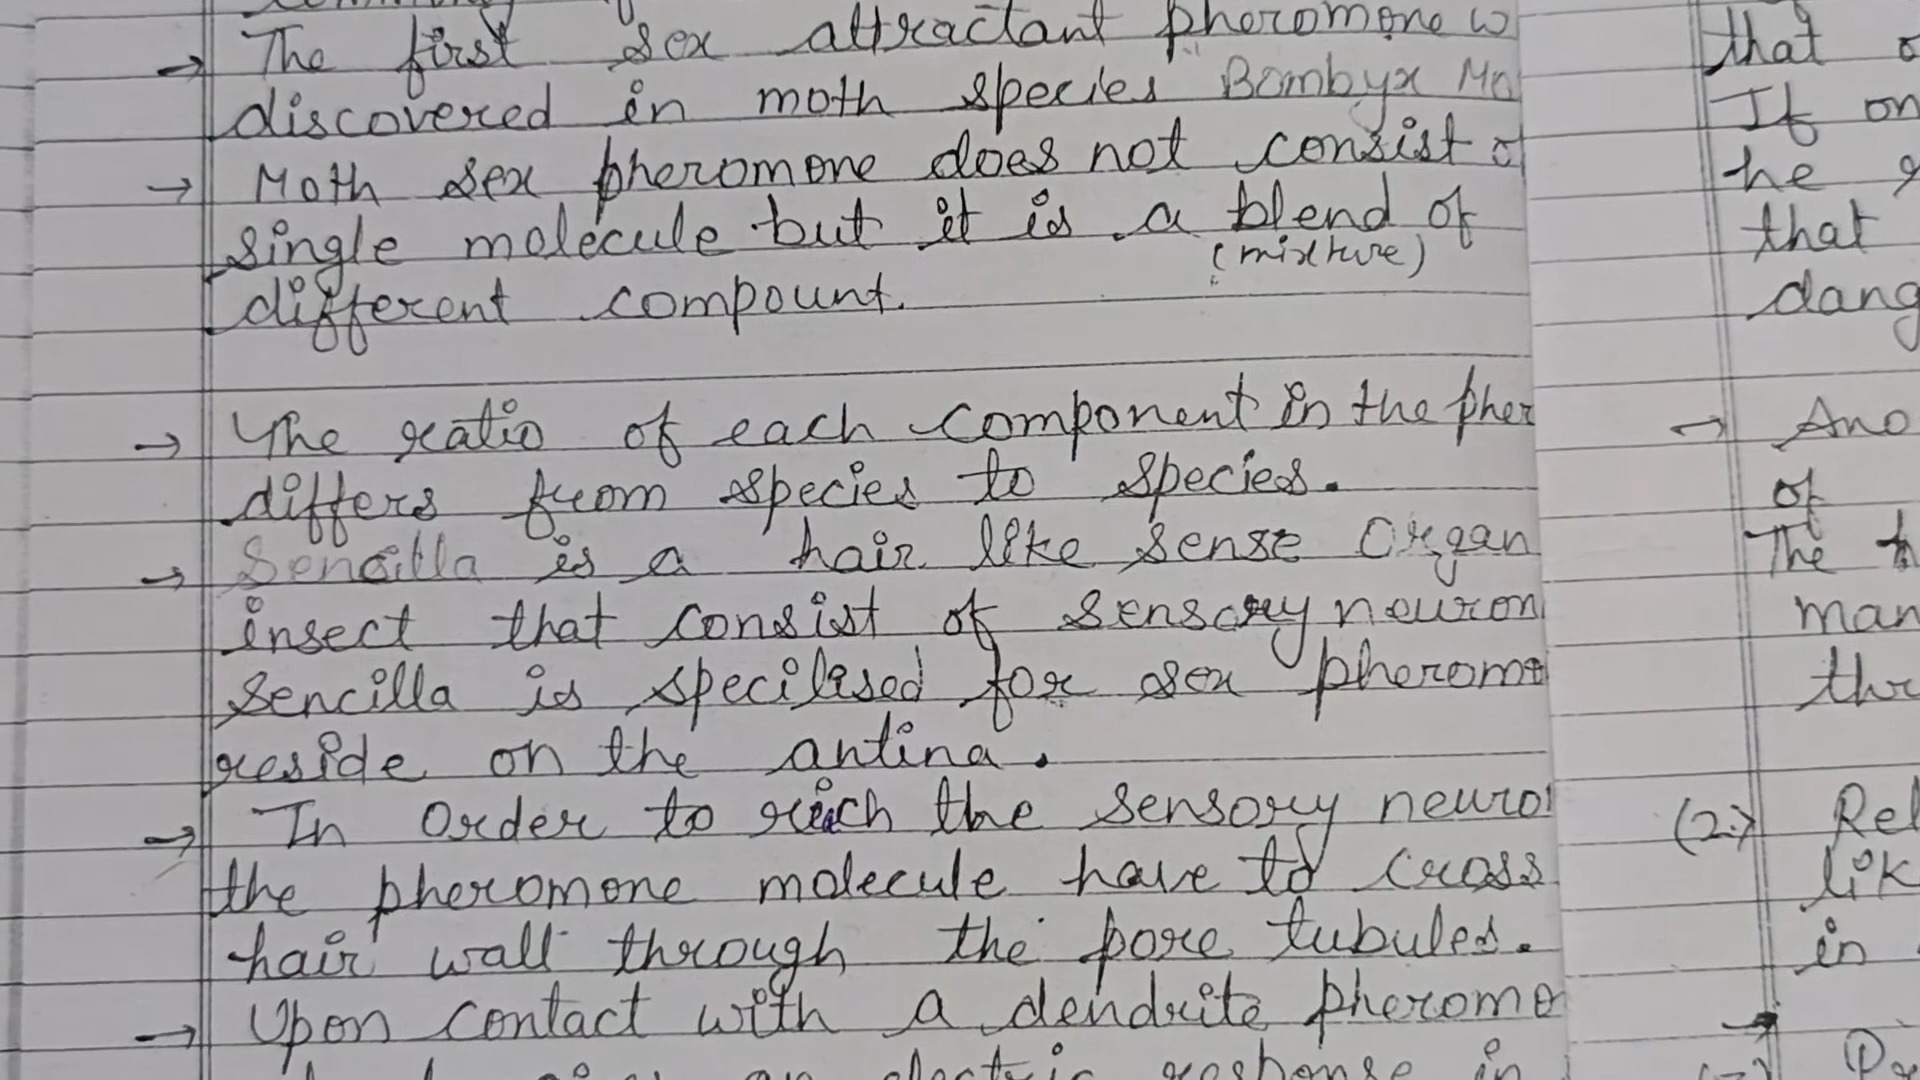 → The first sex attractant pheromone w
discovered in moth species Bombyx Mo
→ Moth sex pheromone does not consist o
single molecule but it is a blend of
(mixture)
different compount.
→ The ratio of each component in the pher
differs from species to species.
→ Sencilla is a hair like sense Organ
insect that consist of sensory neuron
Sencilla is specilised for sex pheromo
reside on the antina.
→ In Order to reach the sensory neuro
the pheromone molecule have to cross
hair wall through the pore tubules.
→ Upon contact with a dendrite pheromo
an electric response in
that o
If on
he
that
dang
→ Ano
of
The
man
thr
(2.) Rel
lik
in
→